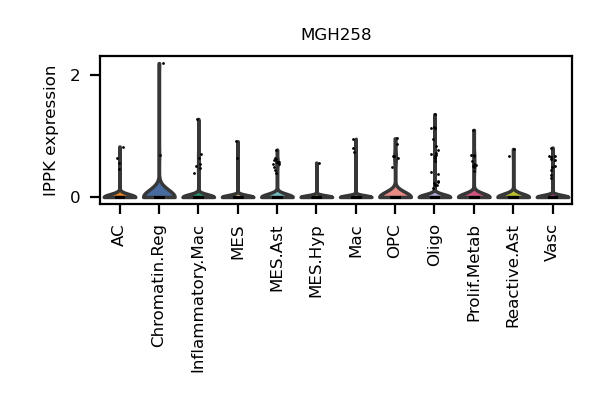 MGH258
IPPK expression
2
0
AC
Chromatin.Reg
Inflammatory.Mac
MES
MES.Ast
MES.Hyp
Mac
OPC
Oligo
Prolif.Metab
Reactive.Ast
Vasc